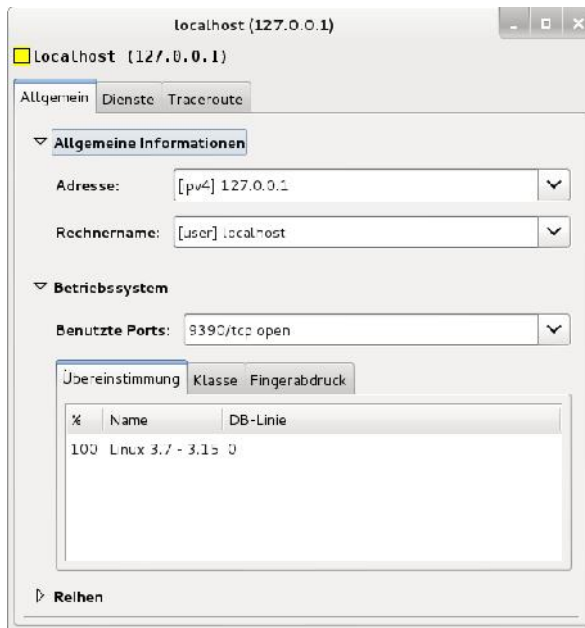 localhost (127.0.0.1)
Localhost (127.0.0.1)
Allgemein Dienste Traceroute
Allgemeine Informationen
Adresse: [ipv4] 127.0.0.1
Rechnername: [user] localhost
Betriebssystem
Benutzte Ports: 9390/tcp open
Übereinstimmung Klasse Fingerabdruck
% Name DB-Linie
100 Linux 3.7 - 3.15 0
Reihen